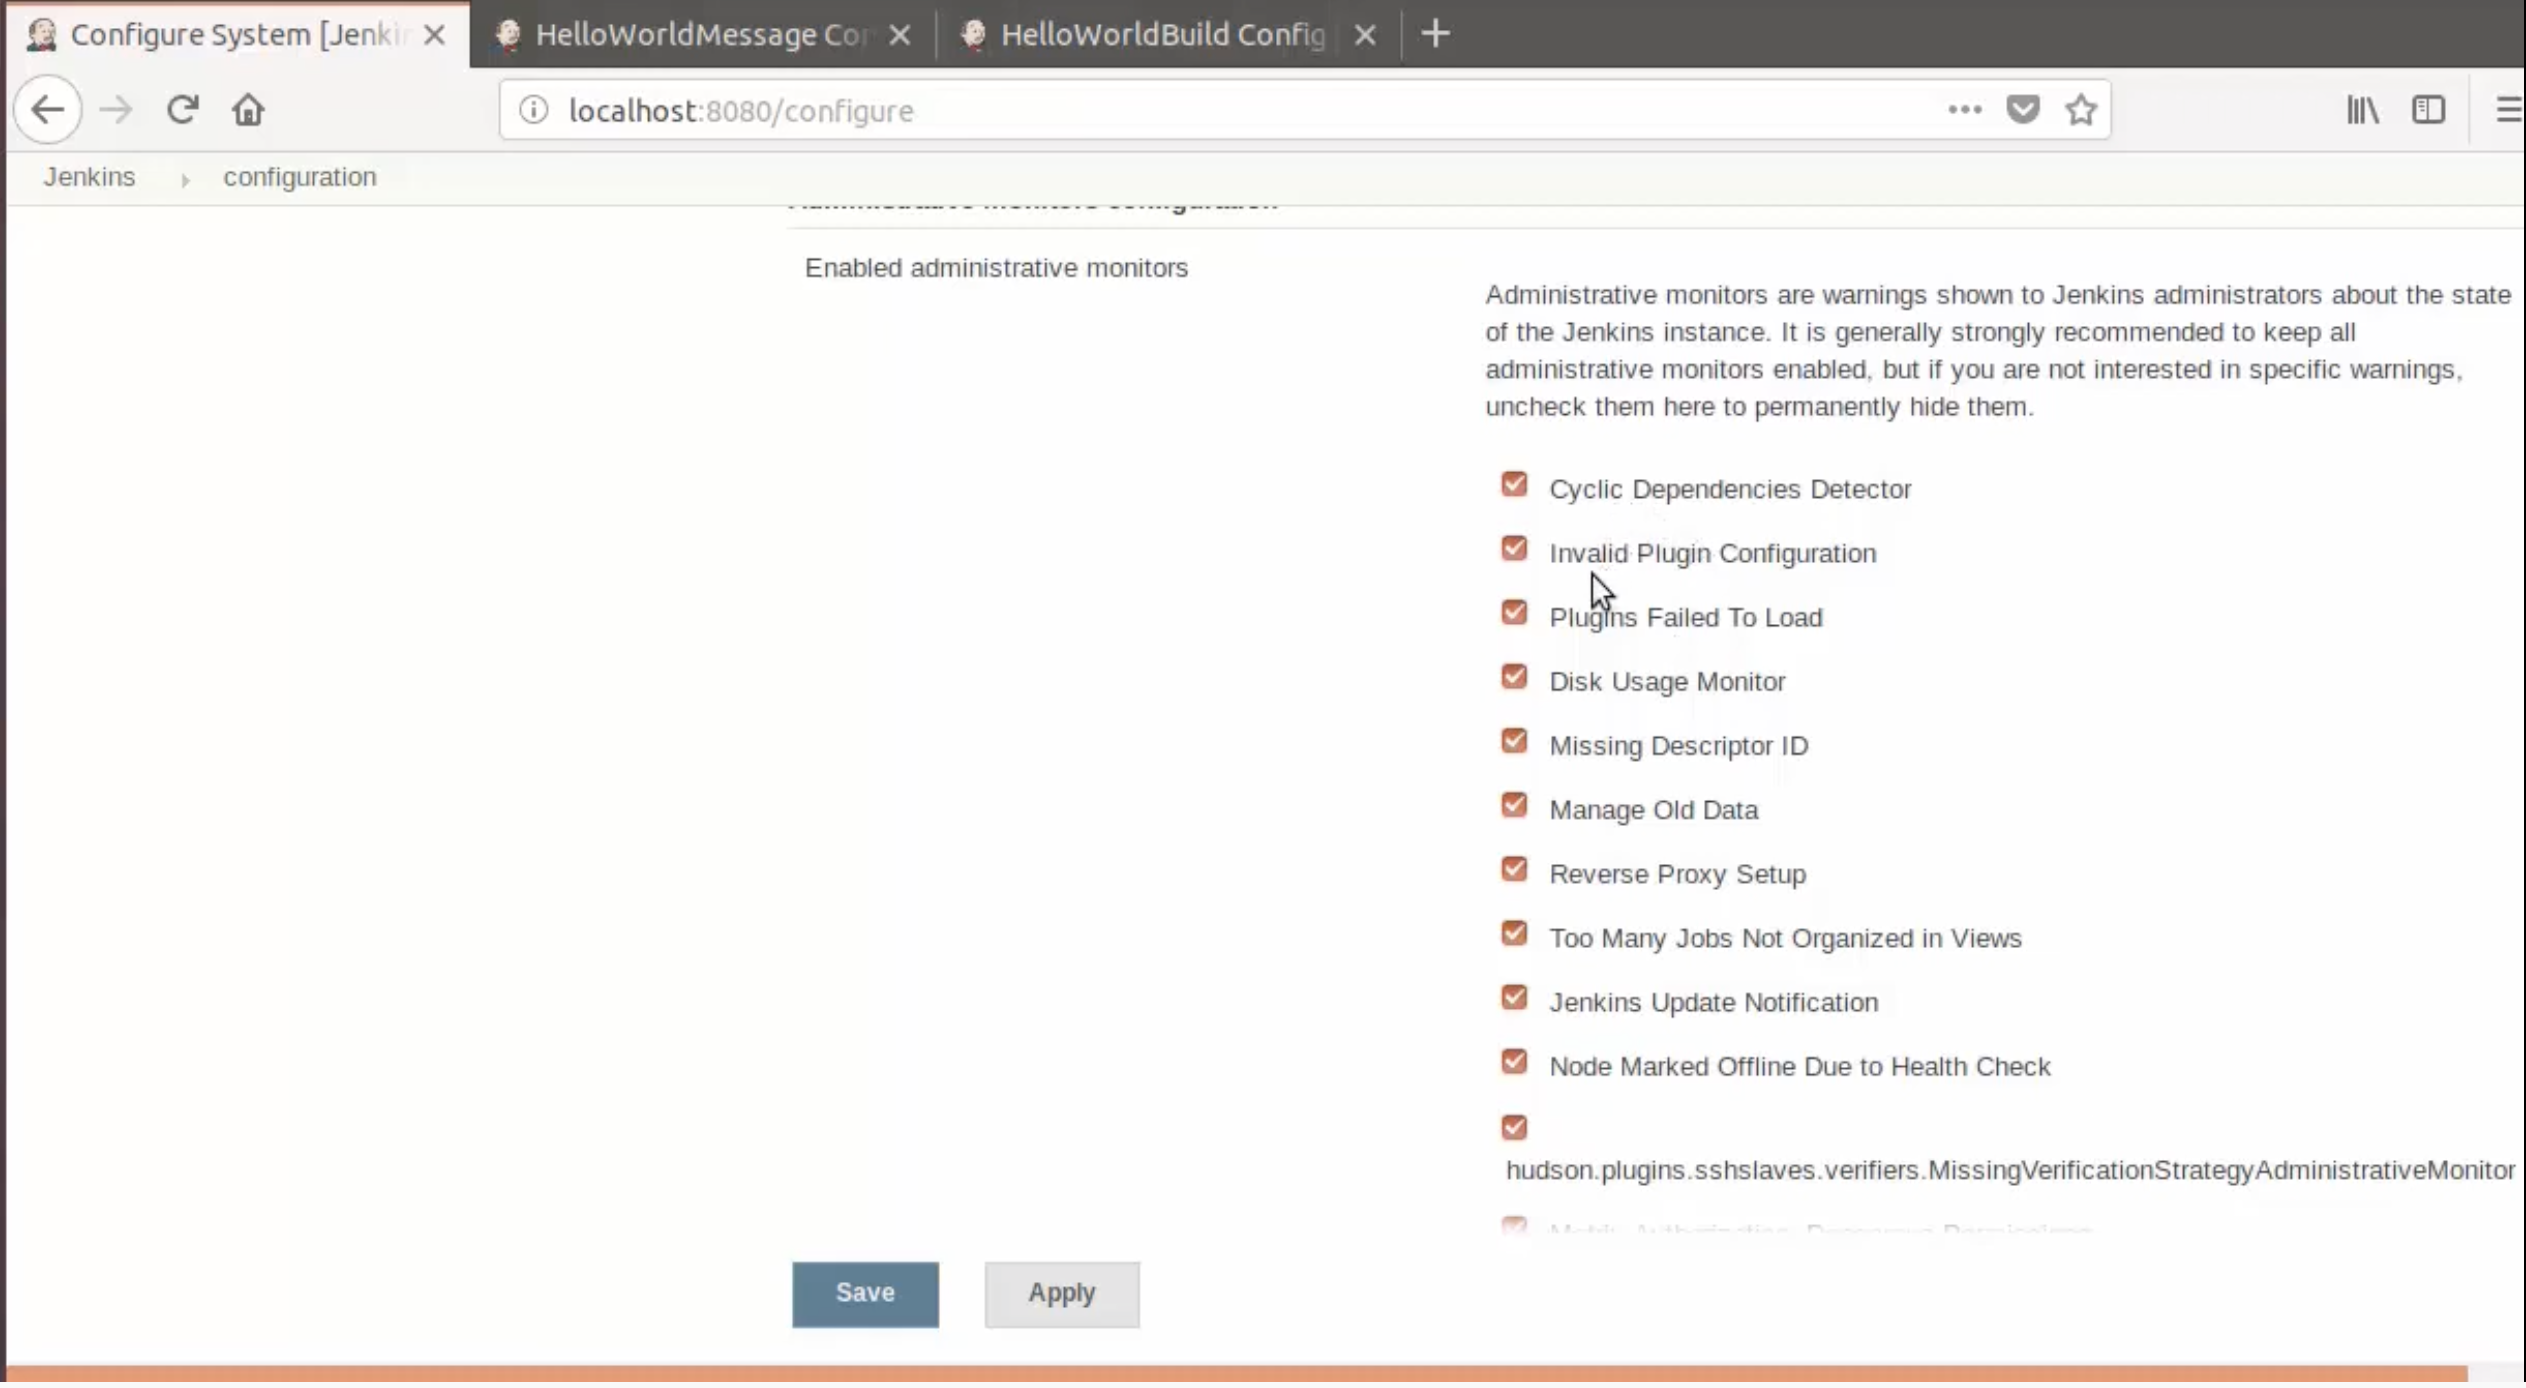 Configure System [Jenki
HelloWorldMessage Co
HelloWorldBuild Config
localhost:8080/configure
Jenkins
configuration
Administrative monitors configuration
Enabled administrative monitors
Administrative monitors are warnings shown to Jenkins administrators about the state
of the Jenkins instance. It is generally strongly recommended to keep all
administrative monitors enabled, but if you are not interested in specific warnings,
uncheck them here to permanently hide them.
Cyclic Dependencies Detector
Invalid Plugin Configuration
Plugins Failed To Load
Disk Usage Monitor
Missing Descriptor ID
Manage Old Data
Reverse Proxy Setup
Too Many Jobs Not Organized in Views
Jenkins Update Notification
Node Marked Offline Due to Health Check
hudson.plugins.sshslaves.verifiers.MissingVerificationStrategyAdministrativeMonitor
Save
Apply